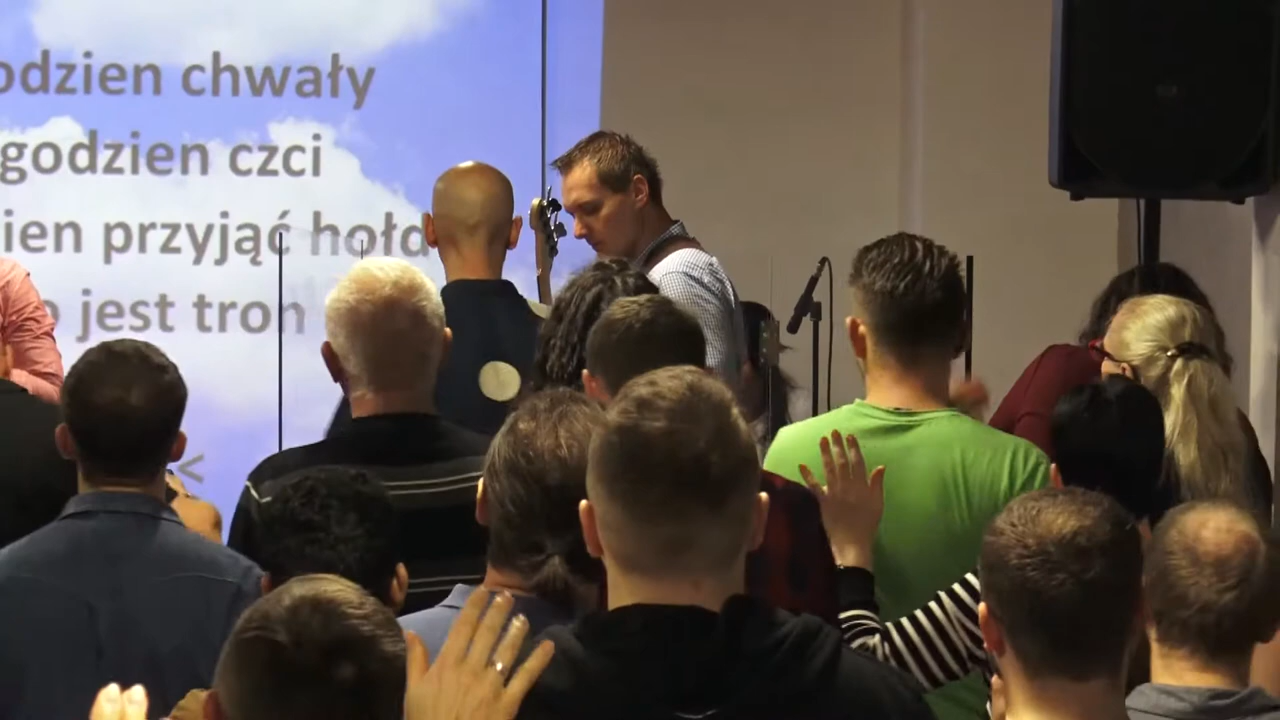 odzien chwały
godzien czci
ien przyjąć hołd
o jest tron
<